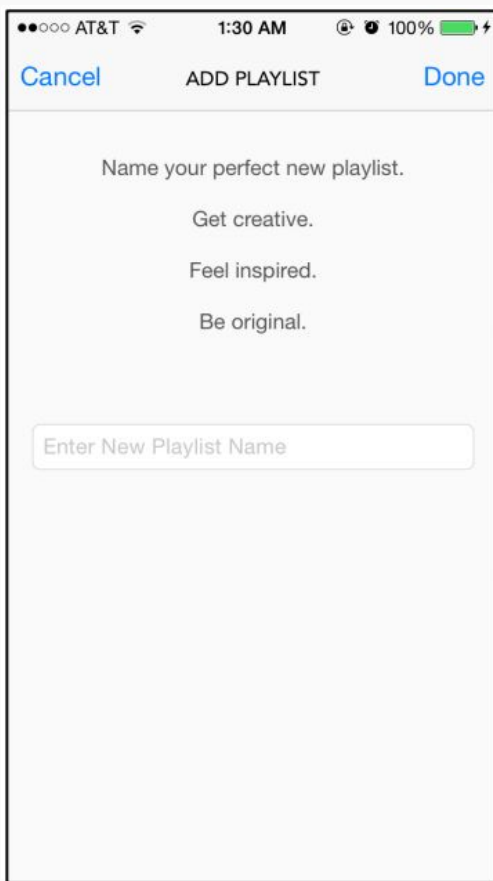 AT&T 1:30 AM 100%
Cancel ADD PLAYLIST Done
Name your perfect new playlist.
Get creative.
Feel inspired.
Be original.
Enter New Playlist Name